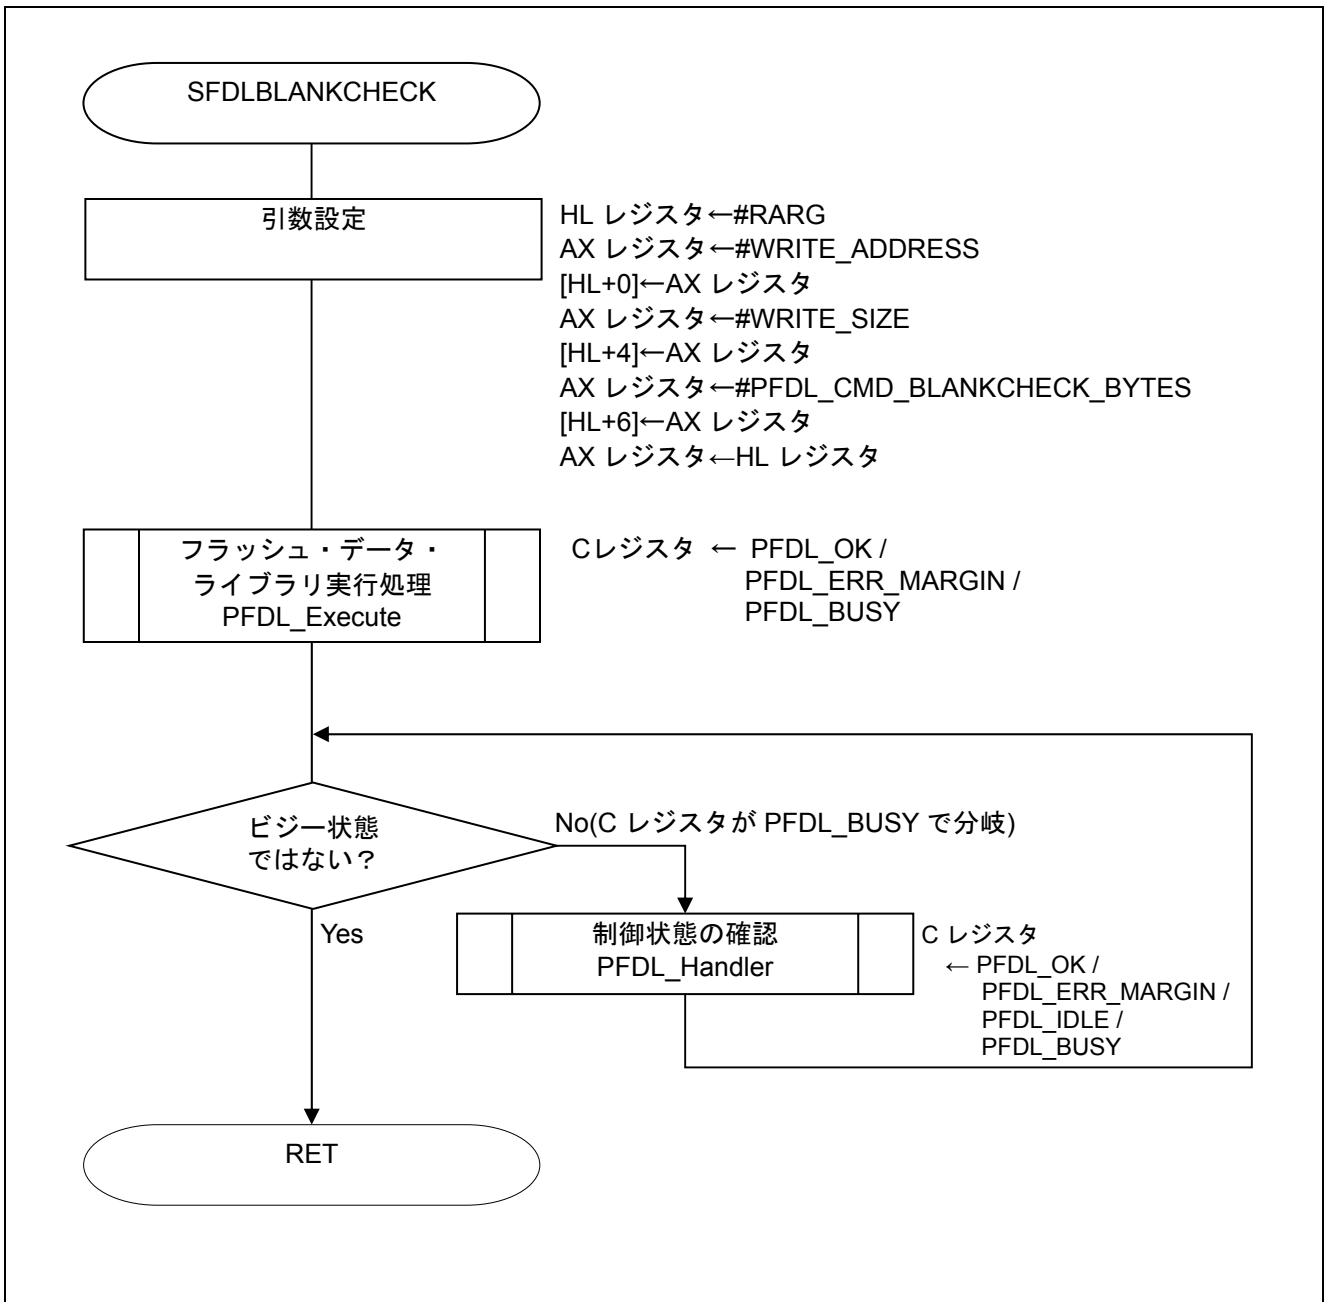 SFDLBLANKCHECK
引数設定
HL レジスタ←#RARG
AX レジスタ←#WRITE_ADDRESS
[HL+0]←AX レジスタ
AX レジスタ←#WRITE_SIZE
[HL+4]←AX レジスタ
AX レジスタ←#PFDL_CMD_BLANKCHECK_BYTES
[HL+6]←AX レジスタ
AX レジスタ←HL レジスタ
フラッシュ・データ・
ライブラリ実行処理
PFDL_Execute
Cレジスタ ← PFDL_OK /
PFDL_ERR_MARGIN /
PFDL_BUSY
ビジー状態
ではない？
No(C レジスタが PFDL_BUSY で分岐)
Yes
制御状態の確認
PFDL_Handler
C レジスタ
← PFDL_OK /
PFDL_ERR_MARGIN /
PFDL_IDLE /
PFDL_BUSY
RET